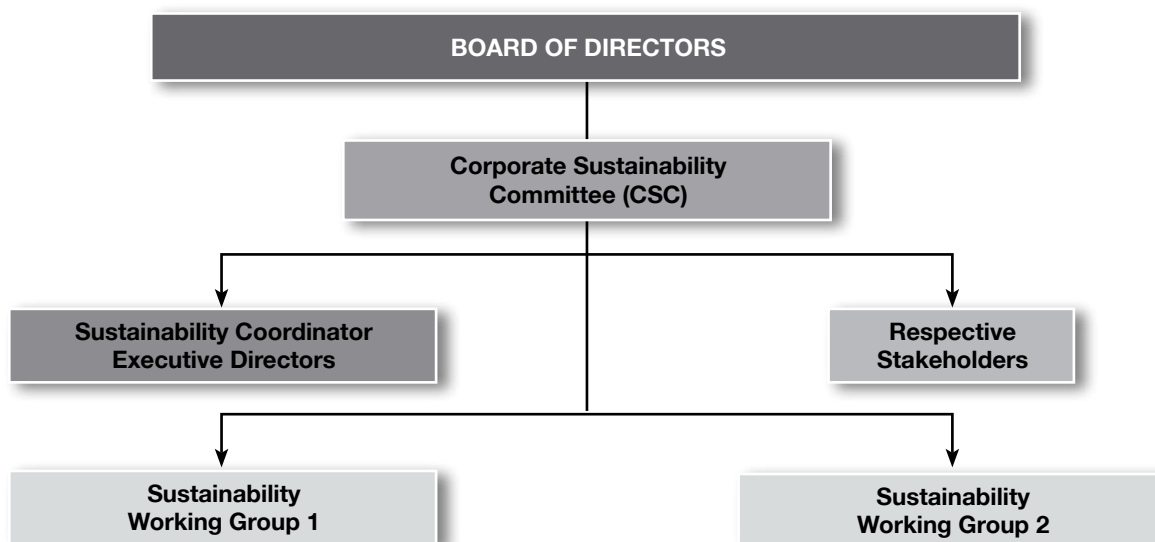 BOARD OF DIRECTORS
Corporate Sustainability
Committee (CSC)
Sustainability Coordinator
Executive Directors
Respective
Stakeholders
Sustainability
Working Group 1
Sustainability
Working Group 2